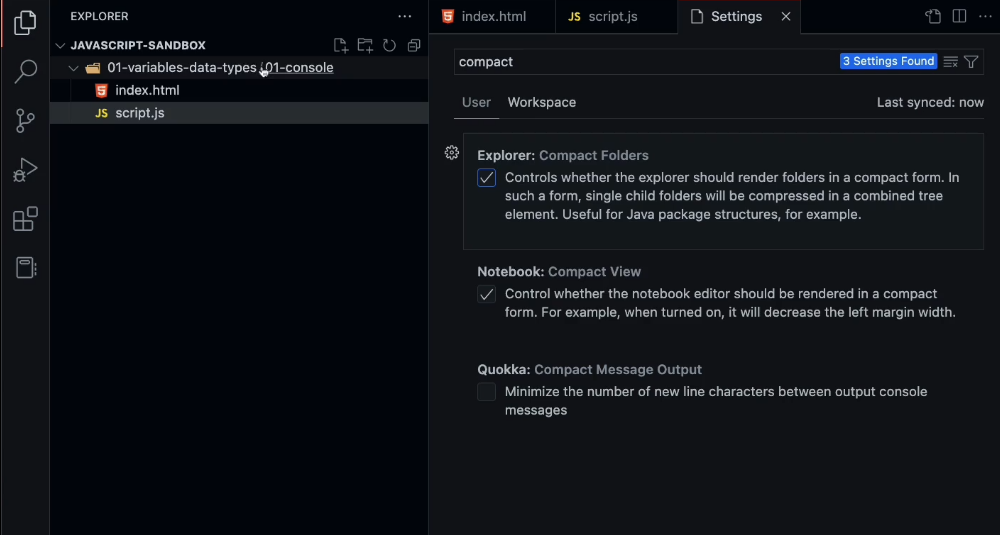 EXPLORER
JAVASCRIPT-SANDBOX
01-variables-data-types 01-console
index.html
JS script.js
index.html
JS script.js
Settings
compact
3 Settings Found
User Workspace Last synced: now
Explorer: Compact Folders
Controls whether the explorer should render folders in a compact form. In
such a form, single child folders will be compressed in a combined tree
element. Useful for Java package structures, for example.
Notebook: Compact View
Control whether the notebook editor should be rendered in a compact
form. For example, when turned on, it will decrease the left margin width.
Quokka: Compact Message Output
Minimize the number of new line characters between output console
messages